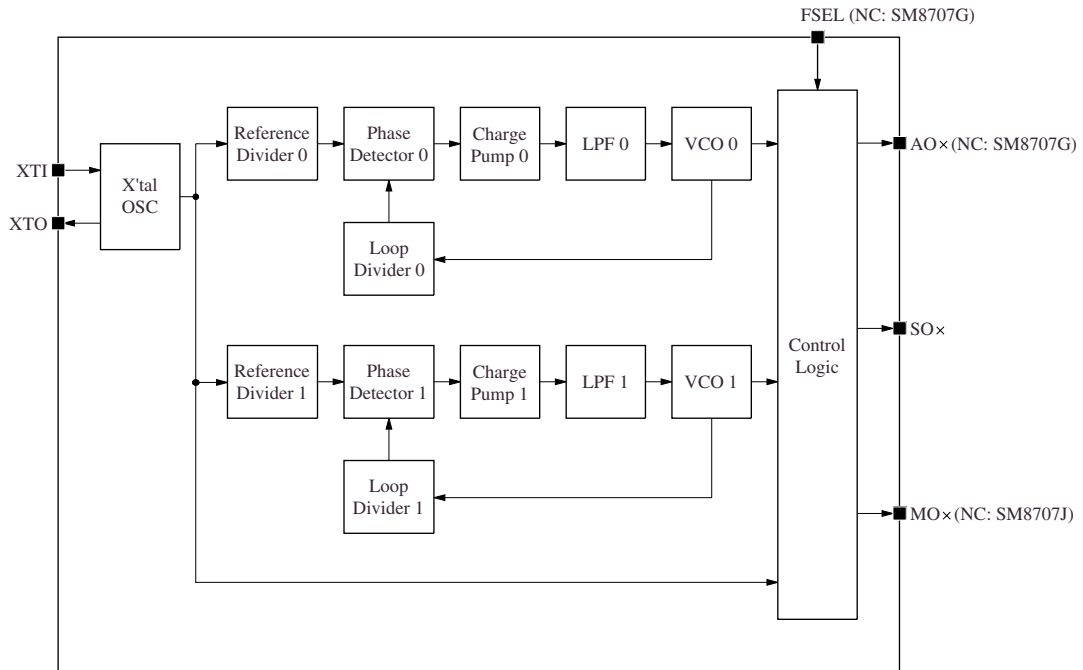 FSEL (NC: SM8707G)
Reference
Divider 0
Phase
Detector 0
Charge
Pump 0
LPF 0
VCO 0
AO× (NC: SM8707G)
XTI
X'tal
OSC
XTO
Loop
Divider 0
SO×
Control
Logic
Reference
Divider 1
Phase
Detector 1
Charge
Pump 1
LPF 1
VCO 1
Loop
Divider 1
MO× (NC: SM8707J)